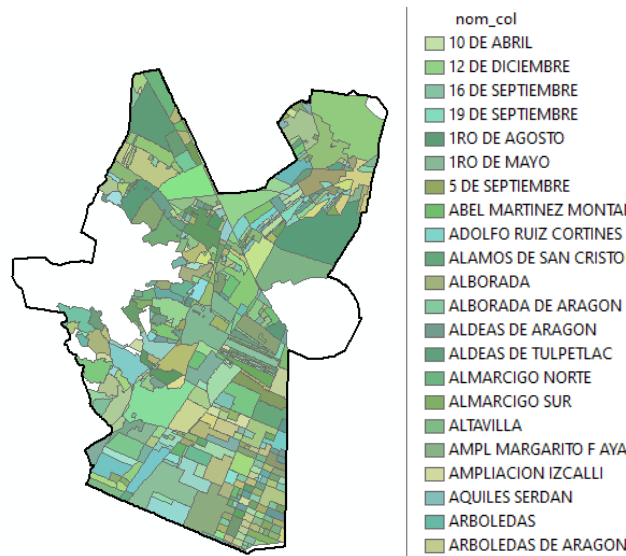 nom_col
10 DE ABRIL
12 DE DICIEMBRE
16 DE SEPTIEMBRE
19 DE SEPTIEMBRE
1RO DE AGOSTO
1RO DE MAYO
5 DE SEPTIEMBRE
ABEL MARTINEZ MONTAÑ
ADOLFO RUIZ CORTINES
ALAMOS DE SAN CRISTO
ALBORADA
ALBORADA DE ARAGON
ALDEAS DE ARAGON
ALDEAS DE TULPETLAC
ALMARCIGO NORTE
ALMARCIGO SUR
ALTAVILLA
AMPL MARGARITO F AYA
AMPLIACION IZCALLI
AQUILES SERDAN
ARBOLEDAS
ARBOLEDAS DE ARAGON